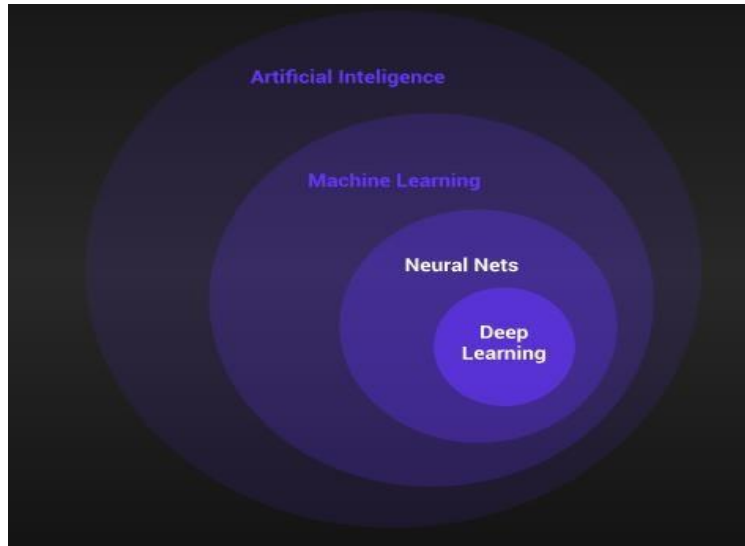 Artificial Inteligence
Machine Learning
Neural Nets
Deep
Learning